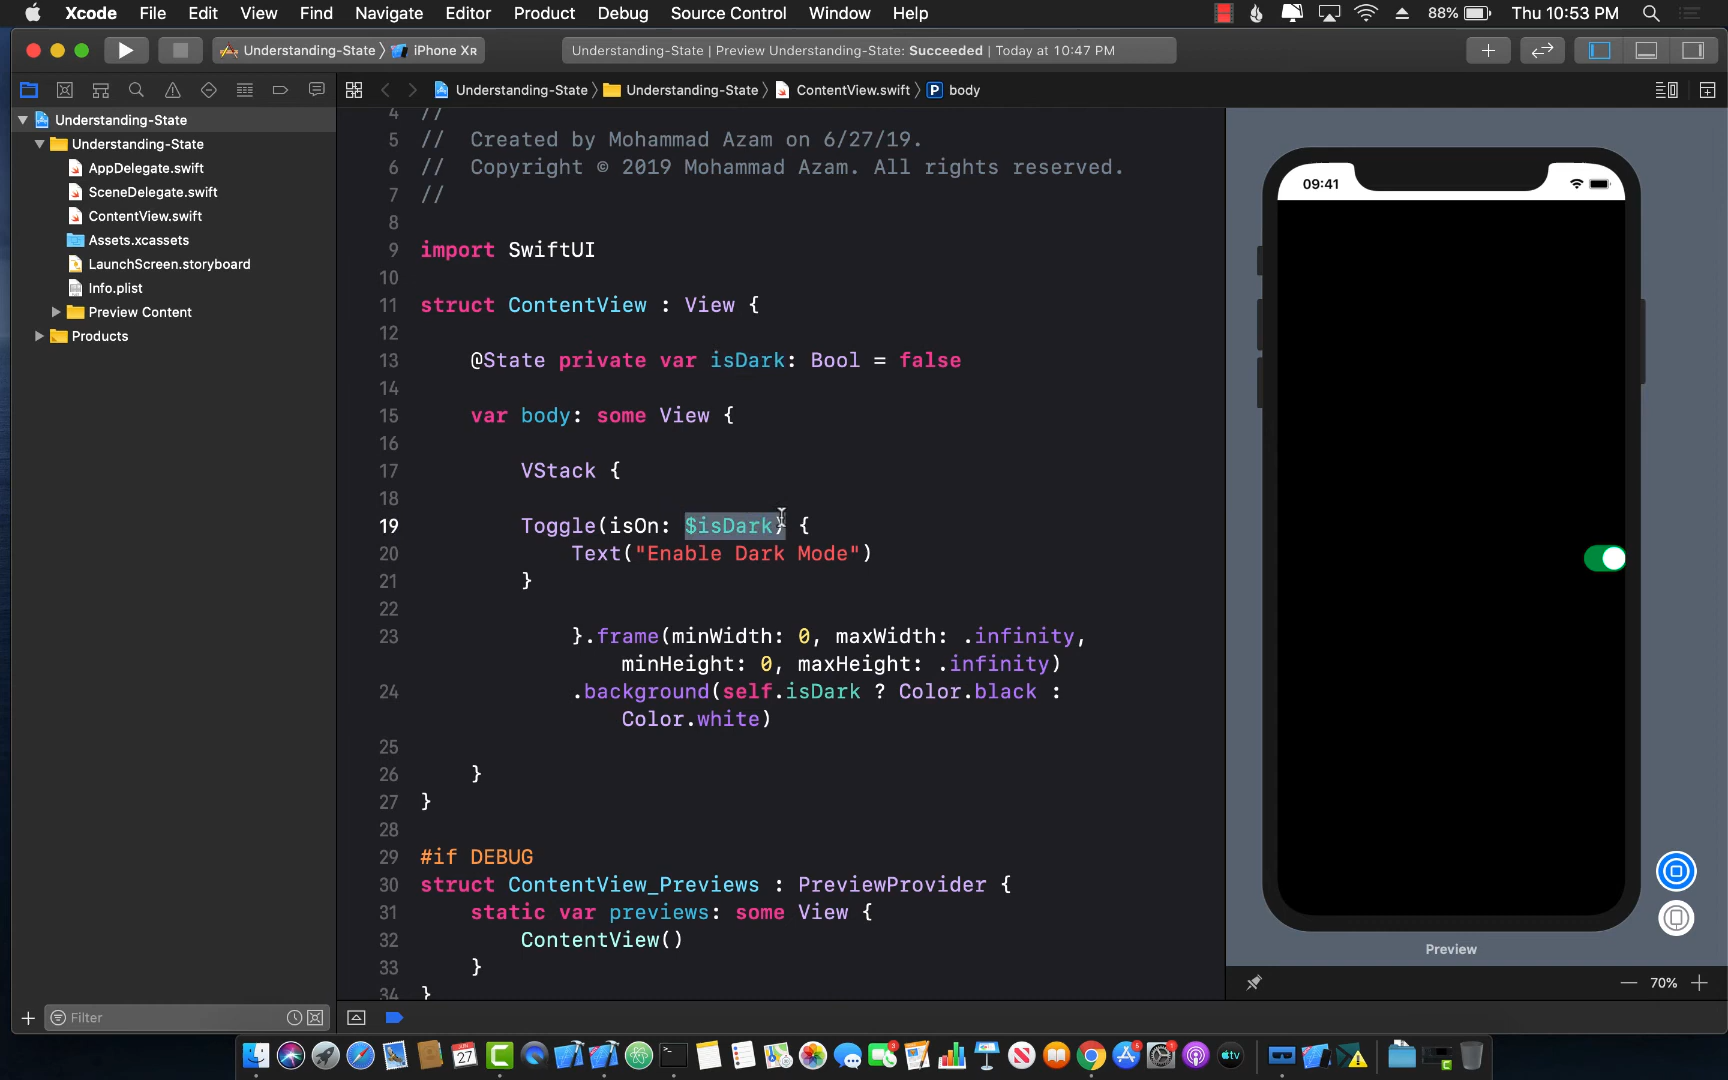 Xcode File Edit View Find Navigate Editor Product Debug Source Control Window Help 88% Thu 10:53 PM
Understanding-State iPhone XR Understanding-State | Preview Understanding-State: Succeeded | Today at 10:47 PM
Understanding-State Understanding-State ContentView.swift P body
Understanding-State
Understanding-State
AppDelegate.swift
SceneDelegate.swift
ContentView.swift
Assets.xcassets
LaunchScreen.storyboard
Info.plist
Preview Content
Products
4 //
5 // Created by Mohammad Azam on 6/27/19.
6 // Copyright © 2019 Mohammad Azam. All rights reserved.
7 //
8
9 import SwiftUI
10
11 struct ContentView : View {
12
13 @State private var isDark: Bool = false
14
15 var body: some View {
16
17 VStack {
18
19 Toggle(isOn: $isDark) {
20 Text("Enable Dark Mode")
21 }
22
23 }.frame(minWidth: 0, maxWidth: .infinity,
minHeight: 0, maxHeight: .infinity)
24 .background(self.isDark ? Color.black :
Color.white)
25
26 }
27 }
28
29 #if DEBUG
30 struct ContentView_Previews : PreviewProvider {
31 static var previews: some View {
32 ContentView()
33 }
34 }
09:41
Preview
70%
Filter
27
3
5
1
tv